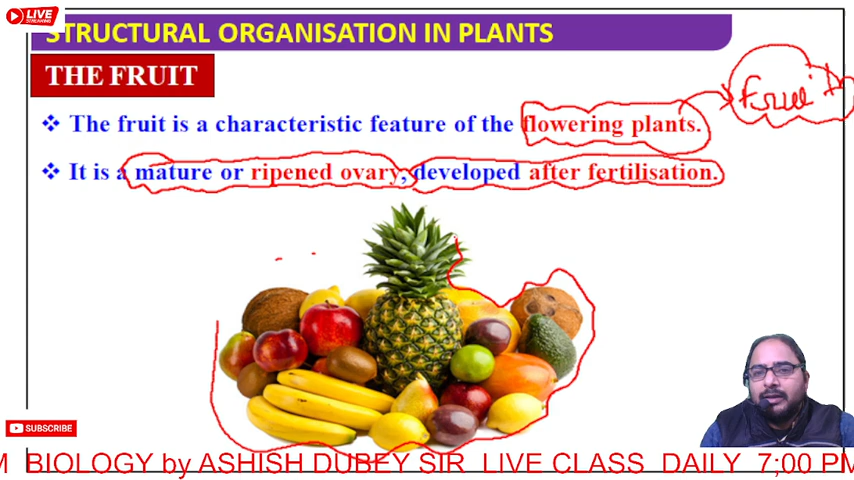 LIVE
STREAMING
STRUCTURAL ORGANISATION IN PLANTS
THE FRUIT
❖ The fruit is a characteristic feature of the flowering plants.
❖ It is a mature or ripened ovary, developed after fertilisation.
SUBSCRIBE
M BIOLOGY by ASHISH DUBEY SIR LIVE CLASS DAILY 7;00 PM